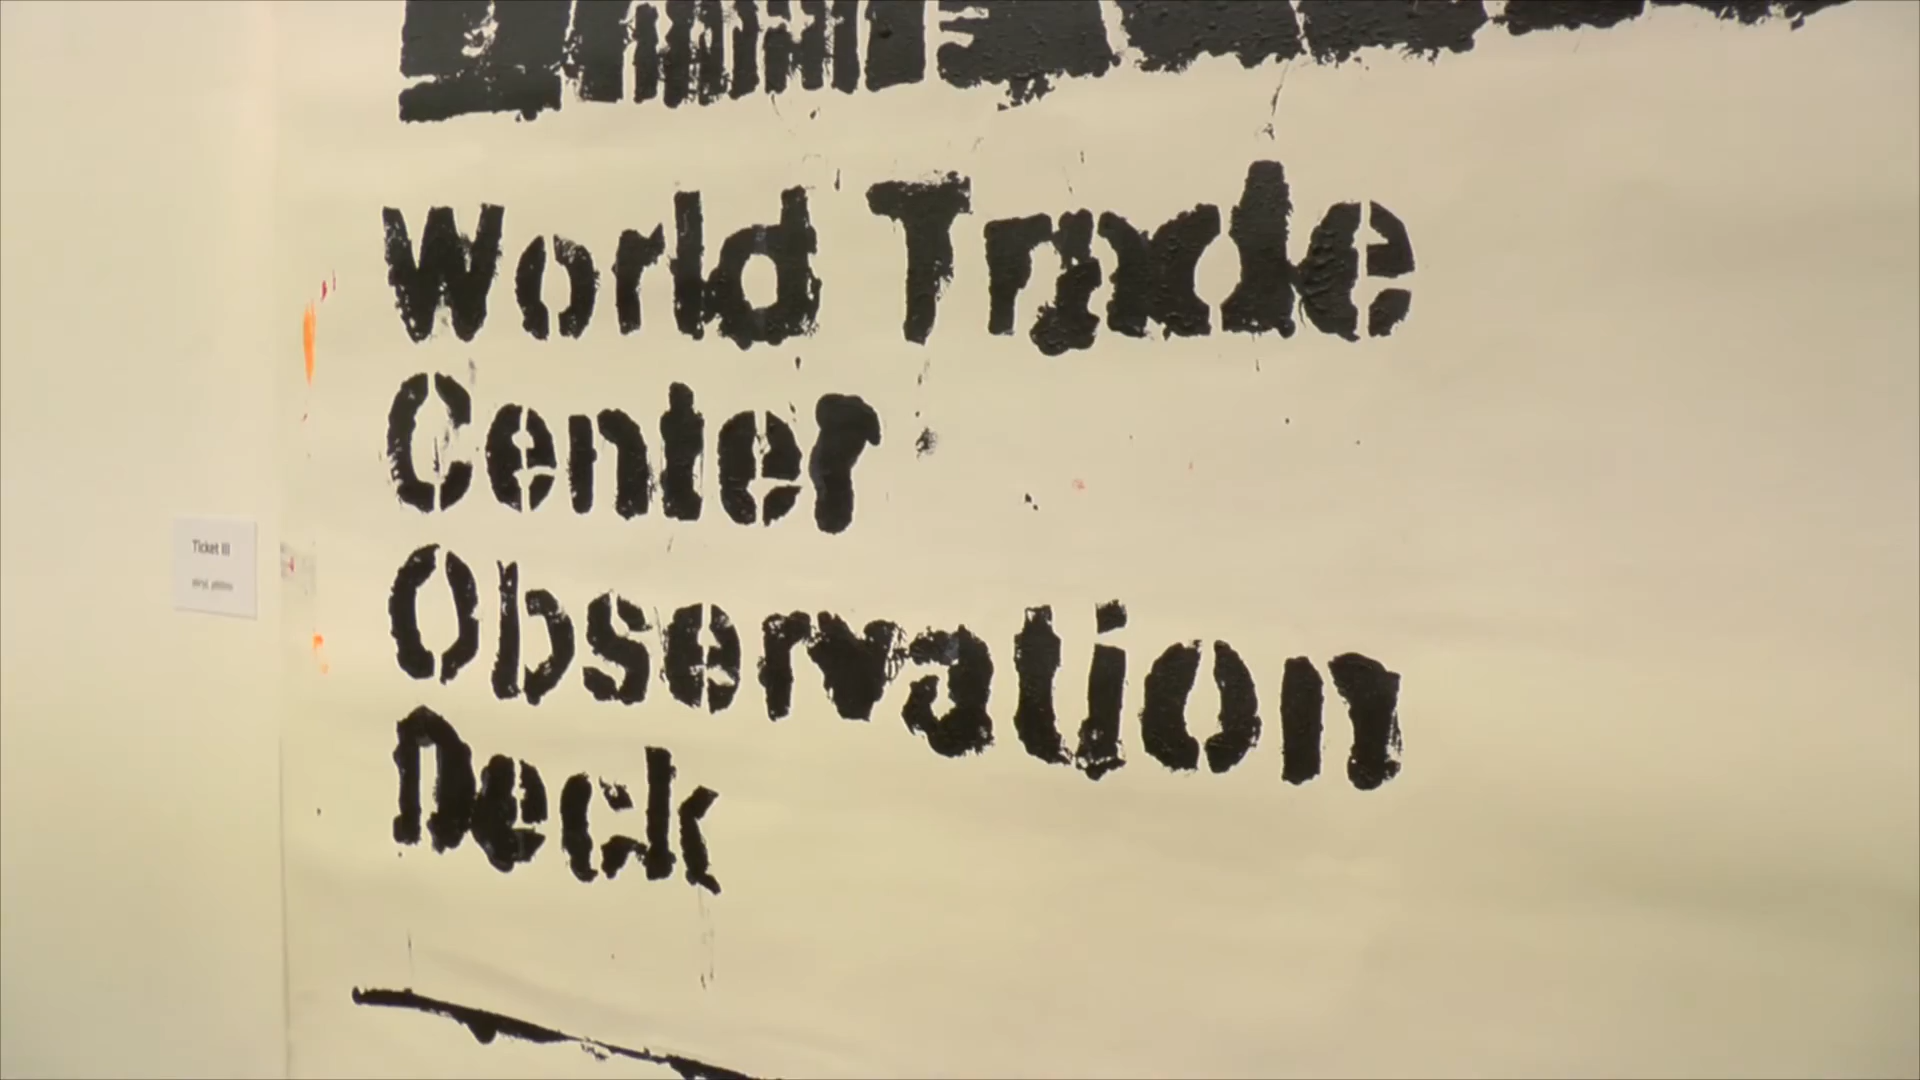 World Trade
Center
Observation
Deck
Ticket III